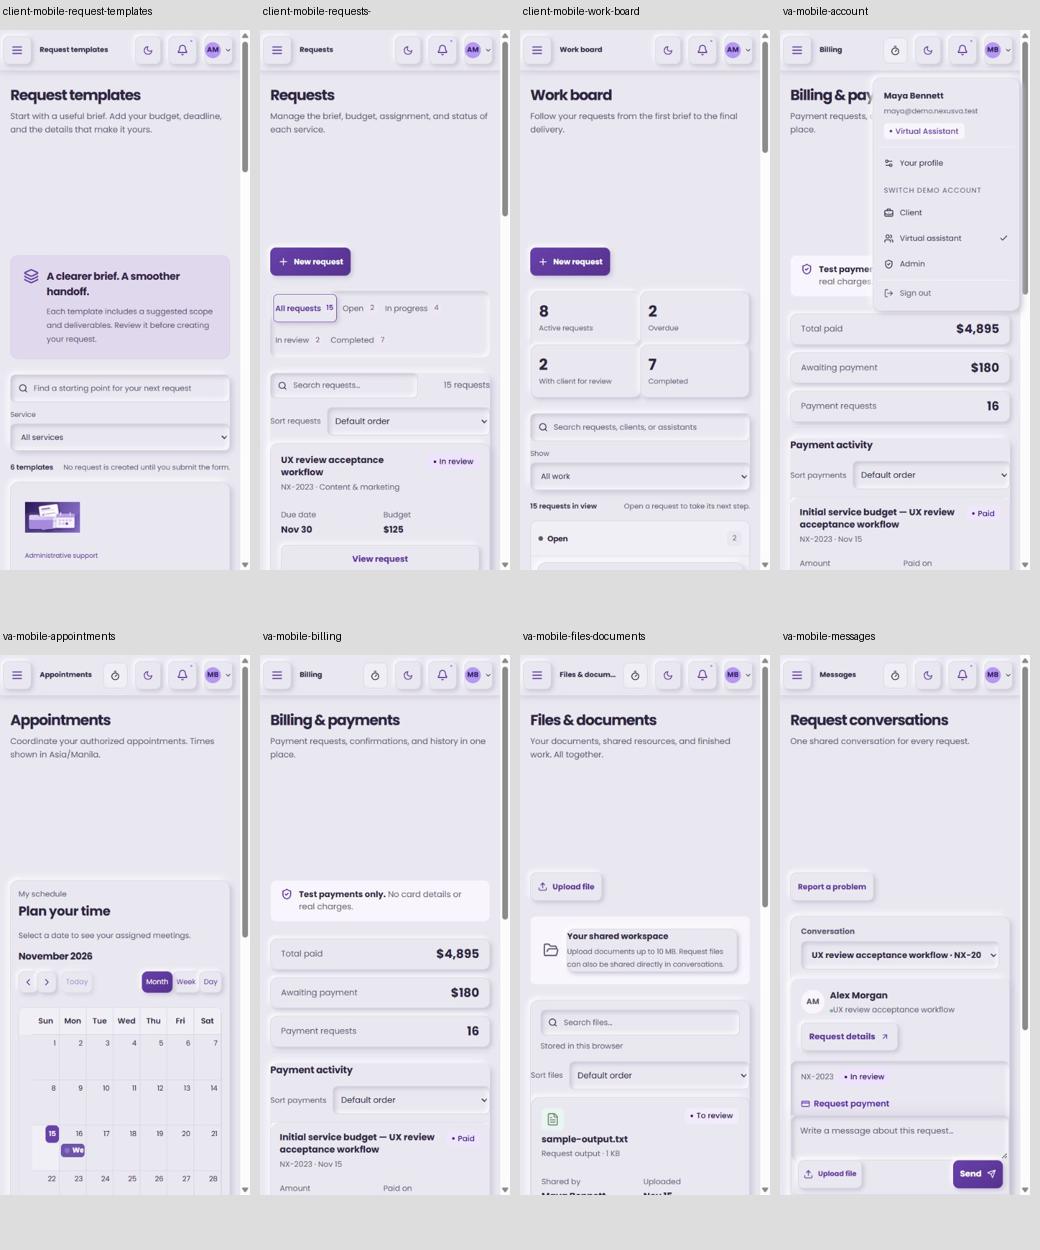 client-mobile-request-templates
Request templates
AM
Request templates
Start with a useful brief. Add your budget, deadline,
and the details that make it yours.
A clearer brief. A smoother
handoff.
Each template includes a suggested scope
and deliverables. Review it before creating
your request.
Find a starting point for your next request
Service
All services
6 templates No request is created until you submit the form.
Administrative support
client-mobile-requests-
Requests
AM
Requests
Manage the brief, budget, assignment, and status of
each service.
New request
All requests 15 Open 2 In progress 4
In review 2 Completed 7
Search requests... 15 requests
Sort requests Default order
UX review acceptance
workflow
• In review
NX-2023 · Content & marketing
Due date Budget
Nov 30 $125
View request
client-mobile-work-board
Work board
AM
Work board
Follow your requests from the first brief to the final
delivery.
New request
8 2
Active requests Overdue
2 7
With client for review Completed
Search requests, clients, or assistants
Show
All work
15 requests in view Open a request to take its next step.
Open 2
va-mobile-account
Billing
MB
Billing & pay
Payment requests,
place.
Maya Bennett
maya@demo.nexusva.test
• Virtual Assistant
Your profile
SWITCH DEMO ACCOUNT
Client
Virtual assistant
Admin
Sign out
Test paymer
real charges
Total paid $4,895
Awaiting payment $180
Payment requests 16
Payment activity
Sort payments Default order
Initial service budget — UX review
acceptance workflow
• Paid
NX-2023 · Nov 15
Amount Paid on
va-mobile-appointments
Appointments
MB
Appointments
Coordinate your authorized appointments. Times
shown in Asia/Manila.
My schedule
Plan your time
Select a date to see your assigned meetings.
November 2026
Today Month Week Day
Sun Mon Tue Wed Thu Fri Sat
1 2 3 4 5 6 7
8 9 10 11 12 13 14
15 16 17 18 19 20 21
We
22 23 24 25 26 27 28
va-mobile-billing
Billing
MB
Billing & payments
Payment requests, confirmations, and history in one
place.
Test payments only. No card details or
real charges.
Total paid $4,895
Awaiting payment $180
Payment requests 16
Payment activity
Sort payments Default order
Initial service budget — UX review
acceptance workflow
• Paid
NX-2023 · Nov 15
Amount Paid on
va-mobile-files-documents
Files & docum...
MB
Files & documents
Your documents, shared resources, and finished
work. All together.
Upload file
Your shared workspace
Upload documents up to 10 MB. Request files
can also be shared directly in conversations.
Search files...
Stored in this browser
Sort files Default order
• To review
sample-output.txt
Request output · 1 KB
Shared by Uploaded
Maya Bennett Nov 15
va-mobile-messages
Messages
MB
Request conversations
One shared conversation for every request.
Report a problem
Conversation
UX review acceptance workflow · NX-20
AM
Alex Morgan
UX review acceptance workflow
Request details
NX-2023 • In review
Request payment
Write a message about this request...
Upload file Send